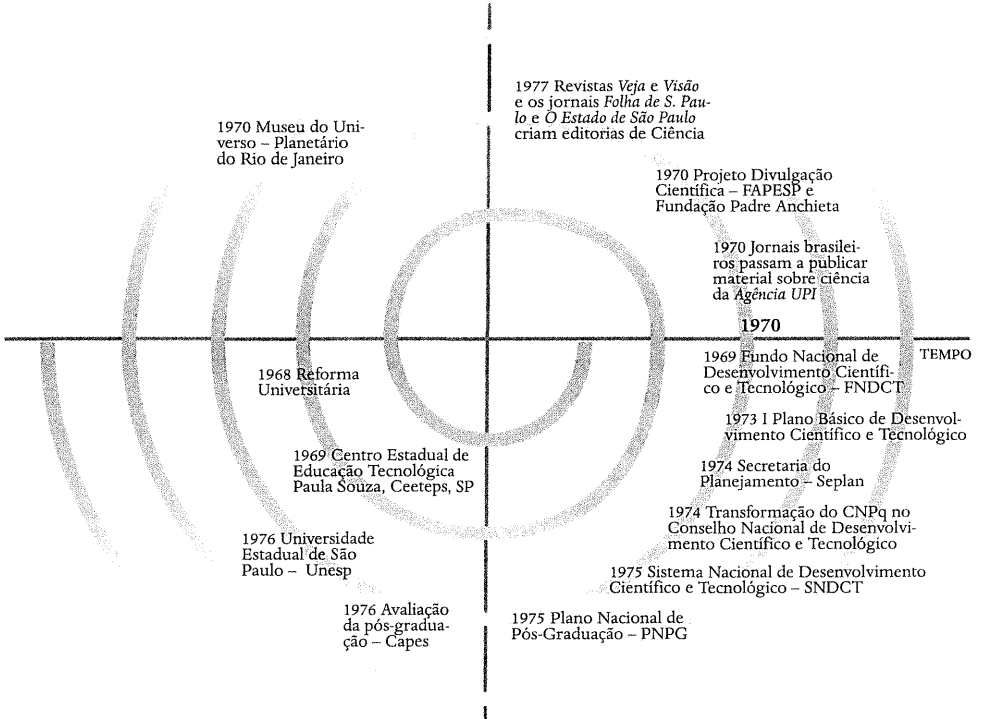 1977 Revistas Veja e Visão
e os jornais Folha de S. Pau-
lo e O Estado de São Paulo
criam editorias de Ciência
1970 Museu do Uni-
verso – Planetário
do Rio de Janeiro
1970 Projeto Divulgação
Científica – FAPESP e
Fundação Padre Anchieta
1970 Jornais brasilei-
ros passam a publicar
material sobre ciência
da Agência UPI
1970
TEMPO
1968 Reforma
Universitária
1969 Fundo Nacional de
Desenvolvimento Científi-
co e Tecnológico – FNDCT
1973 I Plano Básico de Desenvol-
vimento Científico e Tecnológico
1969 Centro Estadual de
Educação Tecnológica
Paula Souza, Ceeteps, SP
1974 Secretaria do
Planejamento – Seplan
1974 Transformação do CNPq no
Conselho Nacional de Desenvolvi-
mento Científico e Tecnológico
1976 Universidade
Estadual de São
Paulo – Unesp
1975 Sistema Nacional de Desenvolvimento
Científico e Tecnológico – SNDCT
1976 Avaliação
da pós-gradua-
ção – Capes
1975 Plano Nacional de
Pós-Graduação – PNPG